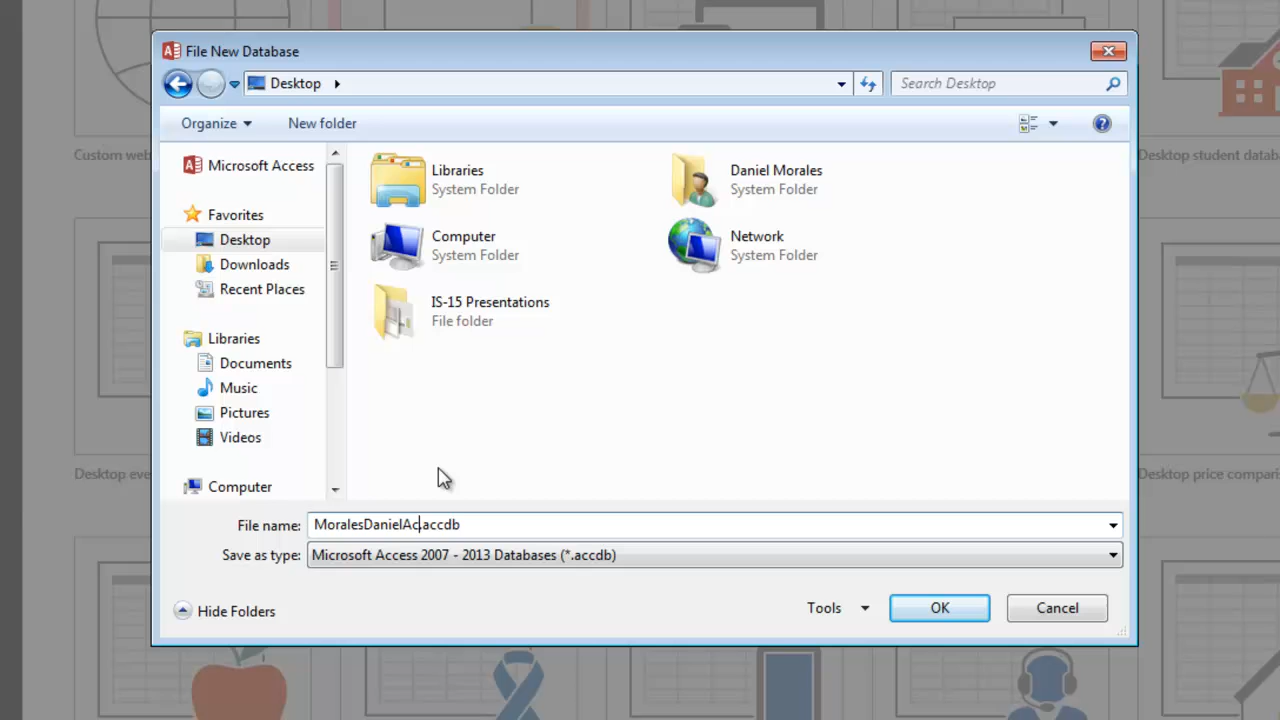 File New Database
Desktop
Search Desktop
Organize
New folder
Microsoft Access
Favorites
Desktop
Downloads
Recent Places
Libraries
Documents
Music
Pictures
Videos
Computer
Libraries
System Folder
Daniel Morales
System Folder
Computer
System Folder
Network
System Folder
IS-15 Presentations
File folder
File name: MoralesDanielAc.accdb
Save as type: Microsoft Access 2007 - 2013 Databases (*.accdb)
Hide Folders
Tools
OK
Cancel
Custom web
Desktop student
Desktop
Desktop price